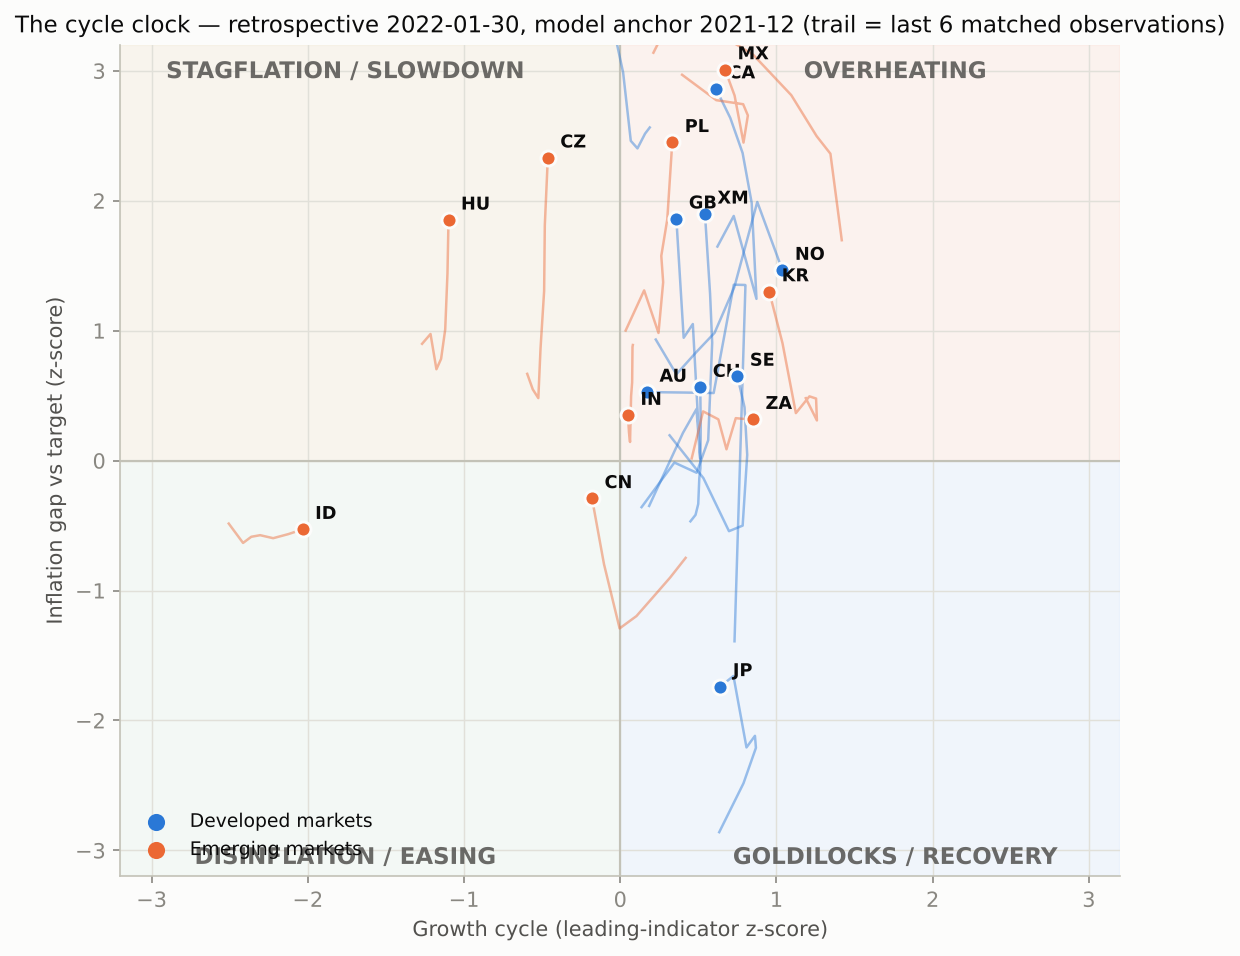 The cycle clock — retrospective 2022-01-30, model anchor 2021-12 (trail = last 6 matched observations)
STAGFLATION / SLOWDOWN
OVERHEATING
MX
CA
PL
CZ
HU
GB
XM
NO
KR
SE
CH
AU
IN
ZA
CN
ID
JP
3
2
1
0
−1
−2
−3
Inflation gap vs target (z-score)
Developed markets
Emerging markets
DISINFLATION / EASING
GOLDILOCKS / RECOVERY
−3
−2
−1
0
1
2
3
Growth cycle (leading-indicator z-score)